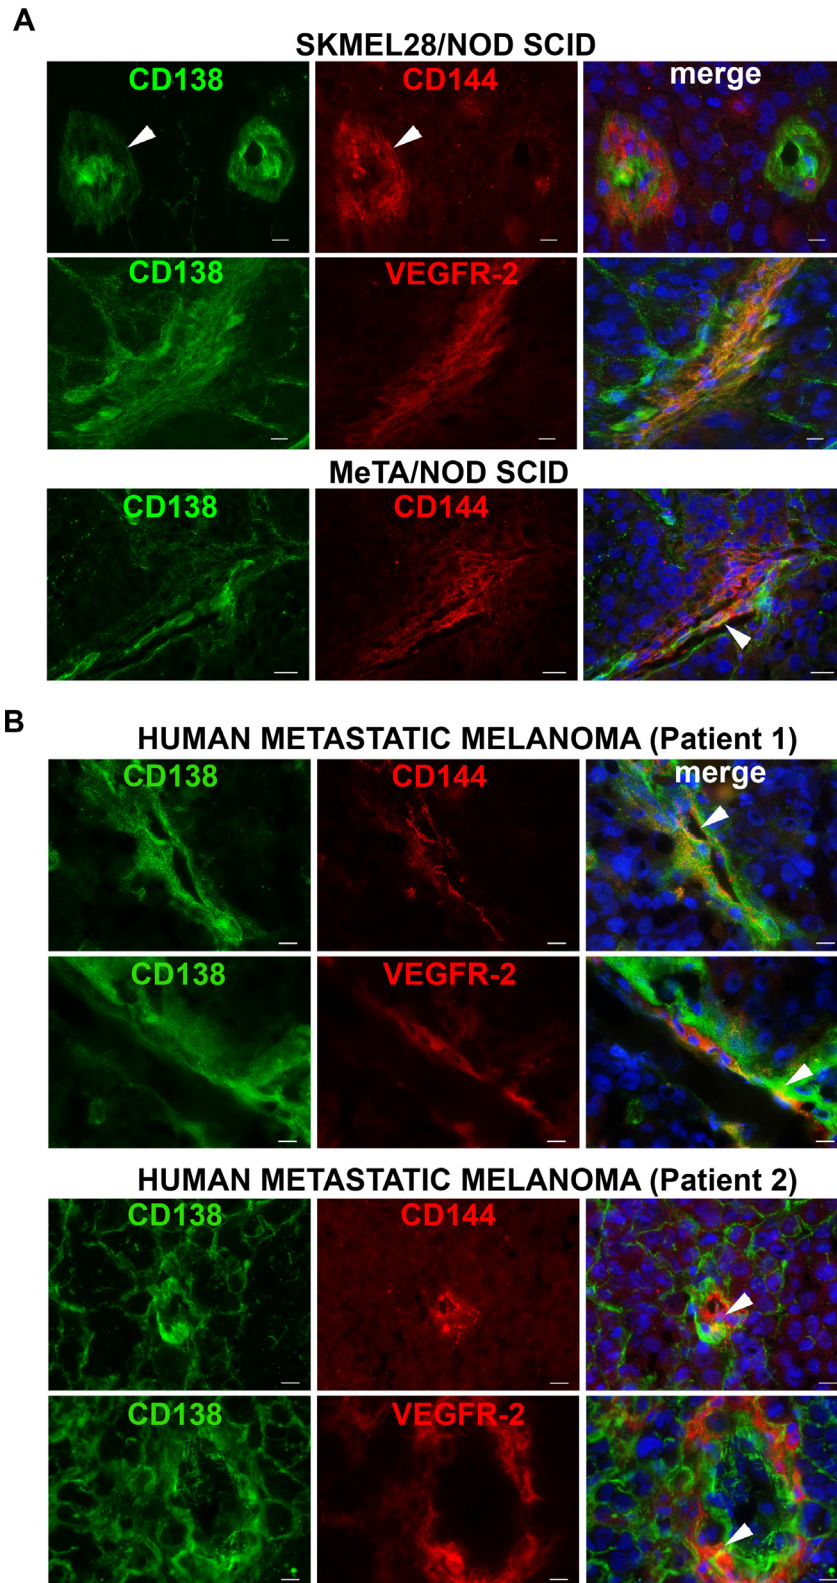 A
SKMEL28/NOD SCID
CD138 CD144 merge
CD138 VEGFR-2
MeTA/NOD SCID
CD138 CD144
B
HUMAN METASTATIC MELANOMA (Patient 1)
CD138 CD144 merge
CD138 VEGFR-2
HUMAN METASTATIC MELANOMA (Patient 2)
CD138 CD144
CD138 VEGFR-2